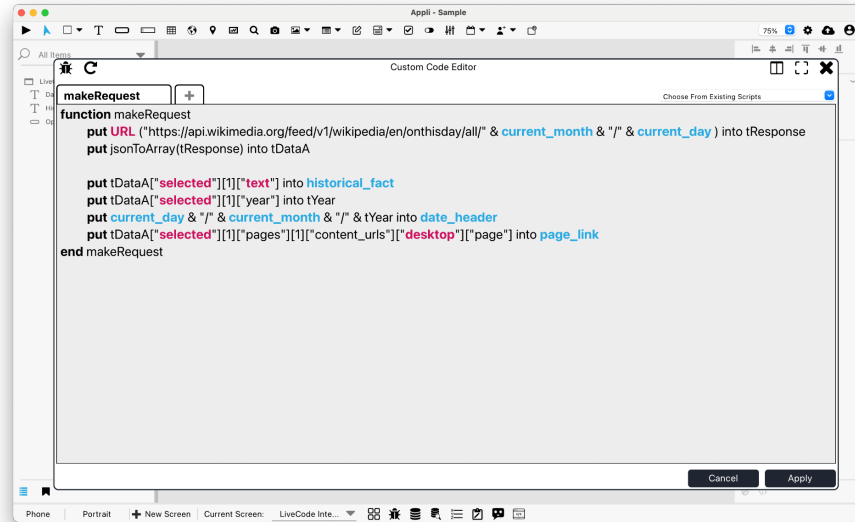 Appli - Sample
75%
All Items
Custom Code Editor
makeRequest
Choose From Existing Scripts
function makeRequest
put URL ("https://api.wikimedia.org/feed/v1/wikipedia/en/onthisday/all/" & current_month & "/" & current_day ) into tResponse
put jsonToArray(tResponse) into tDataA
put tDataA["selected"][1]["text"] into historical_fact
put tDataA["selected"][1]["year"] into tYear
put current_day & "/" & current_month & "/" & tYear into date_header
put tDataA["selected"][1]["pages"][1]["content_urls"]["desktop"]["page"] into page_link
end makeRequest
Cancel Apply
Phone Portrait New Screen Current Screen: LiveCode Inte...